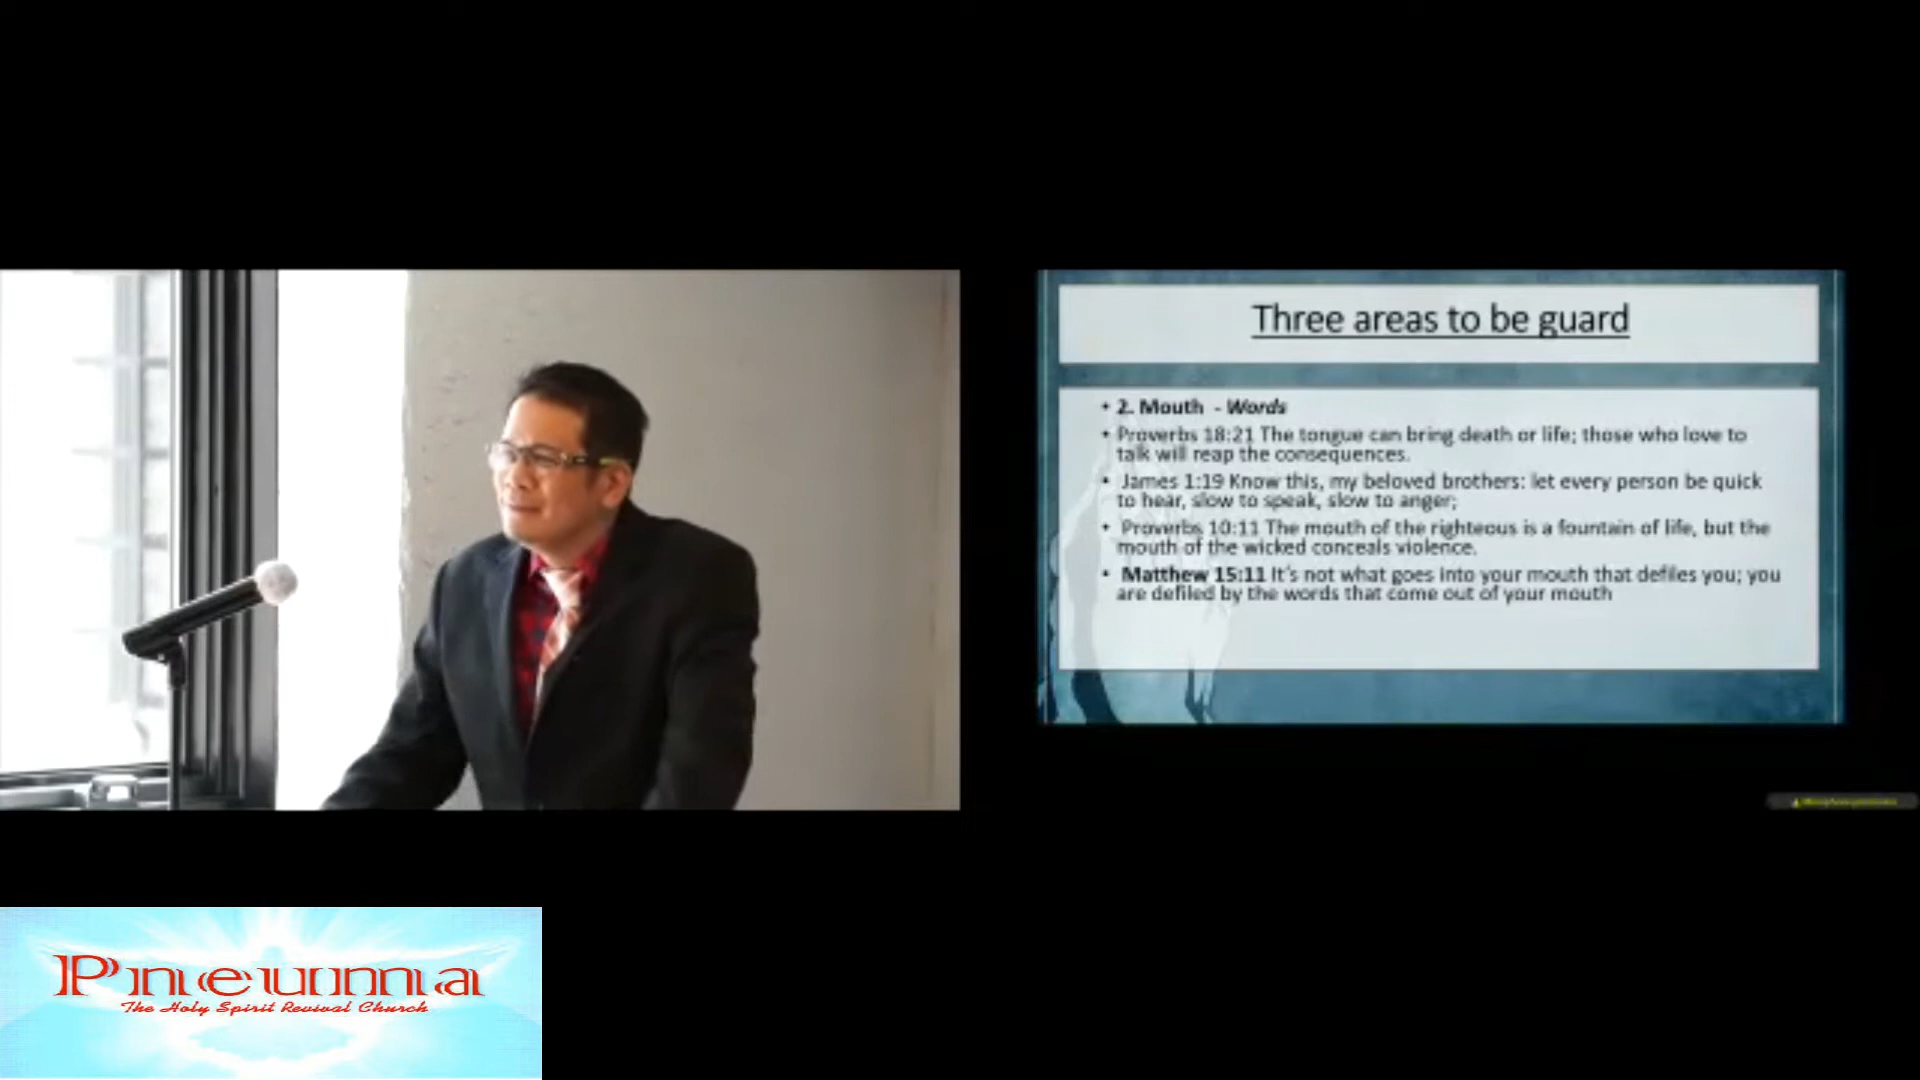 Three areas to be guard
• 2. Mouth - Words
• Proverbs 18:21 The tongue can bring death or life; those who love to
talk will reap the consequences.
• James 1:19 Know this, my beloved brothers: let every person be quick
to hear, slow to speak, slow to anger;
• Proverbs 10:11 The mouth of the righteous is a fountain of life, but the
mouth of the wicked conceals violence.
• Matthew 15:11 It's not what goes into your mouth that defiles you; you
are defiled by the words that come out of your mouth
Pneuma
The Holy Spirit Revival Church